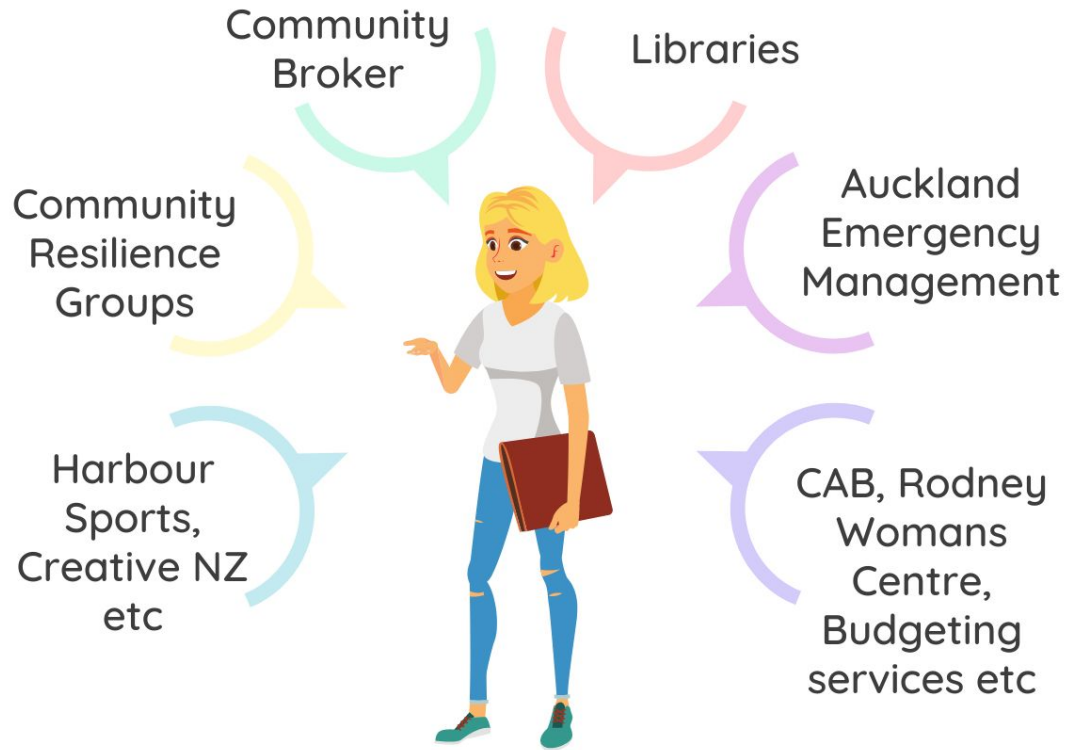 Community
Broker
Libraries
Community
Resilience
Groups
Auckland
Emergency
Management
Harbour
Sports,
Creative NZ
etc
CAB, Rodney
Womans
Centre,
Budgeting
services etc